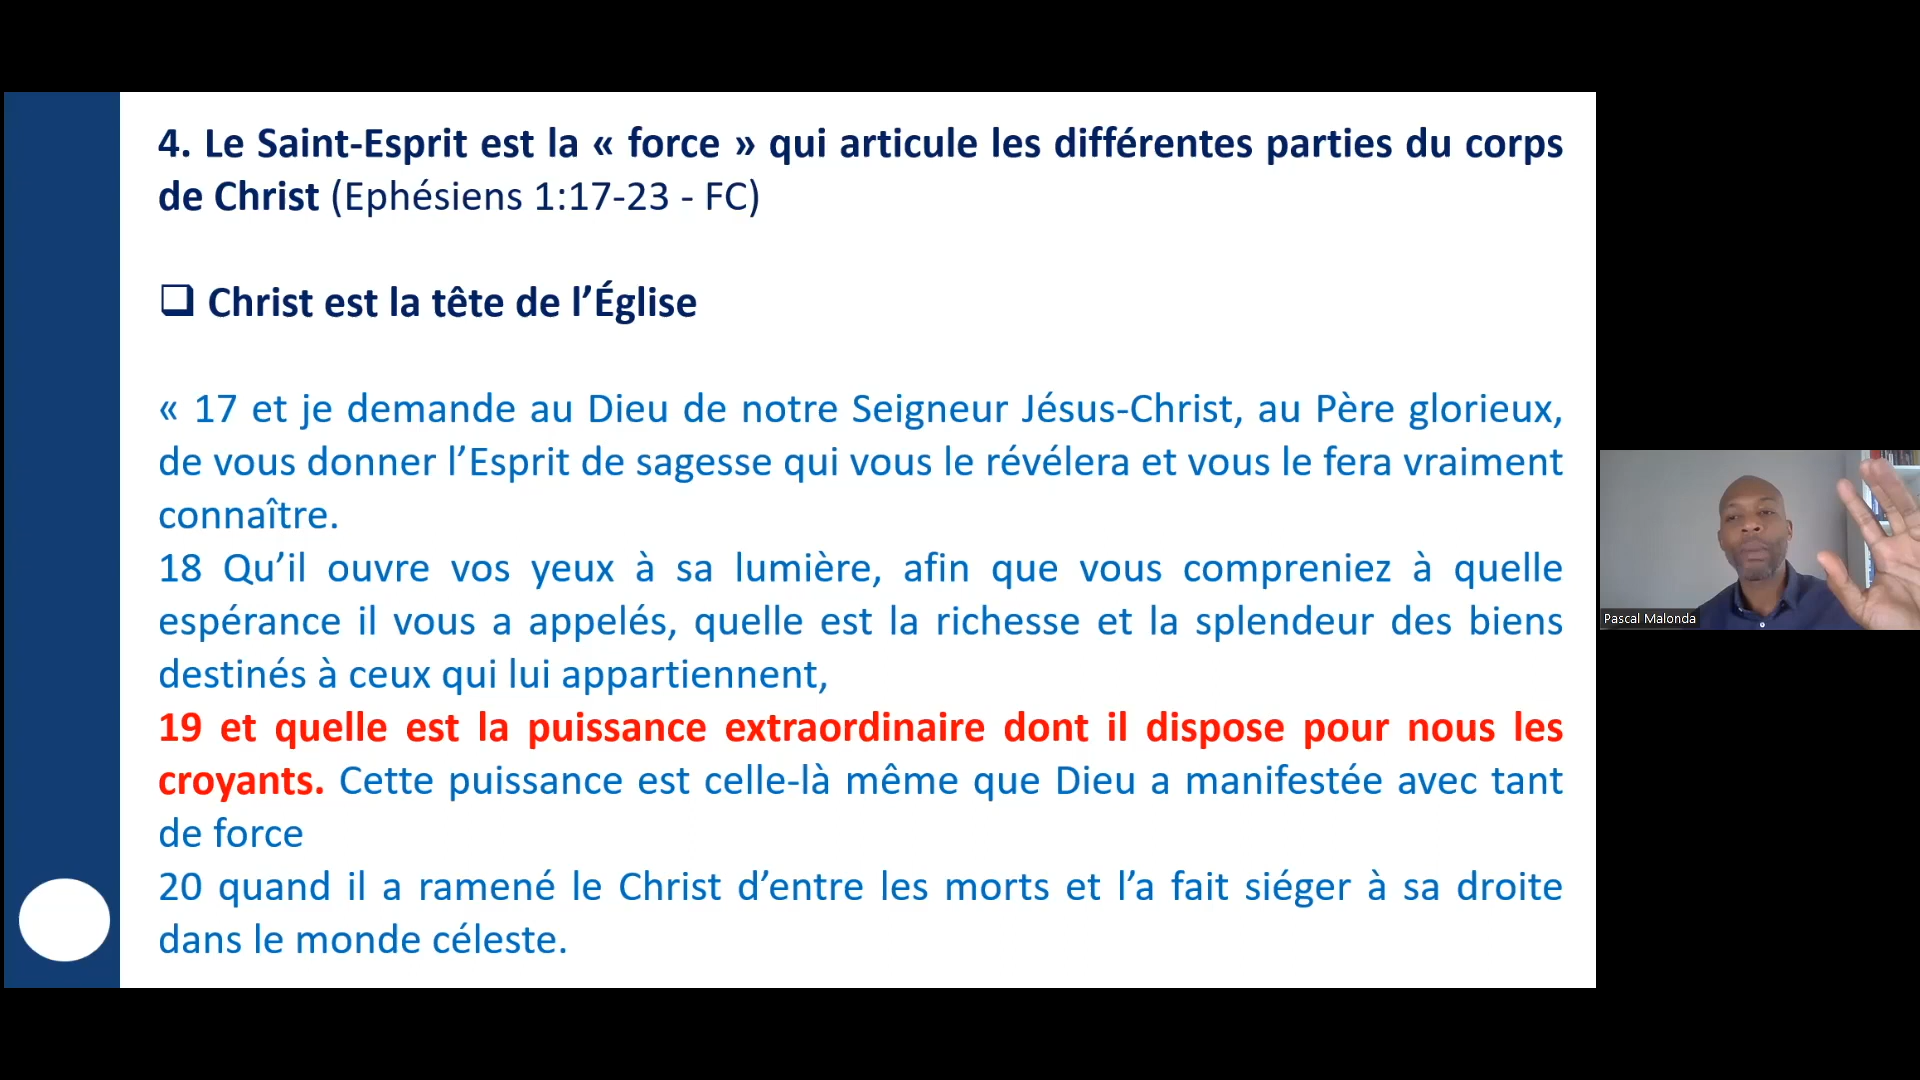 4. Le Saint-Esprit est la « force » qui articule les différentes parties du corps
de Christ (Ephésiens 1:17-23 - FC)
❑ Christ est la tête de l’Église
« 17 et je demande au Dieu de notre Seigneur Jésus-Christ, au Père glorieux,
de vous donner l’Esprit de sagesse qui vous le révélera et vous le fera vraiment
connaître.
18 Qu’il ouvre vos yeux à sa lumière, afin que vous compreniez à quelle
espérance il vous a appelés, quelle est la richesse et la splendeur des biens
destinés à ceux qui lui appartiennent,
19 et quelle est la puissance extraordinaire dont il dispose pour nous les
croyants. Cette puissance est celle-là même que Dieu a manifestée avec tant
de force
20 quand il a ramené le Christ d’entre les morts et l’a fait siéger à sa droite
dans le monde céleste.
Pascal Malonda